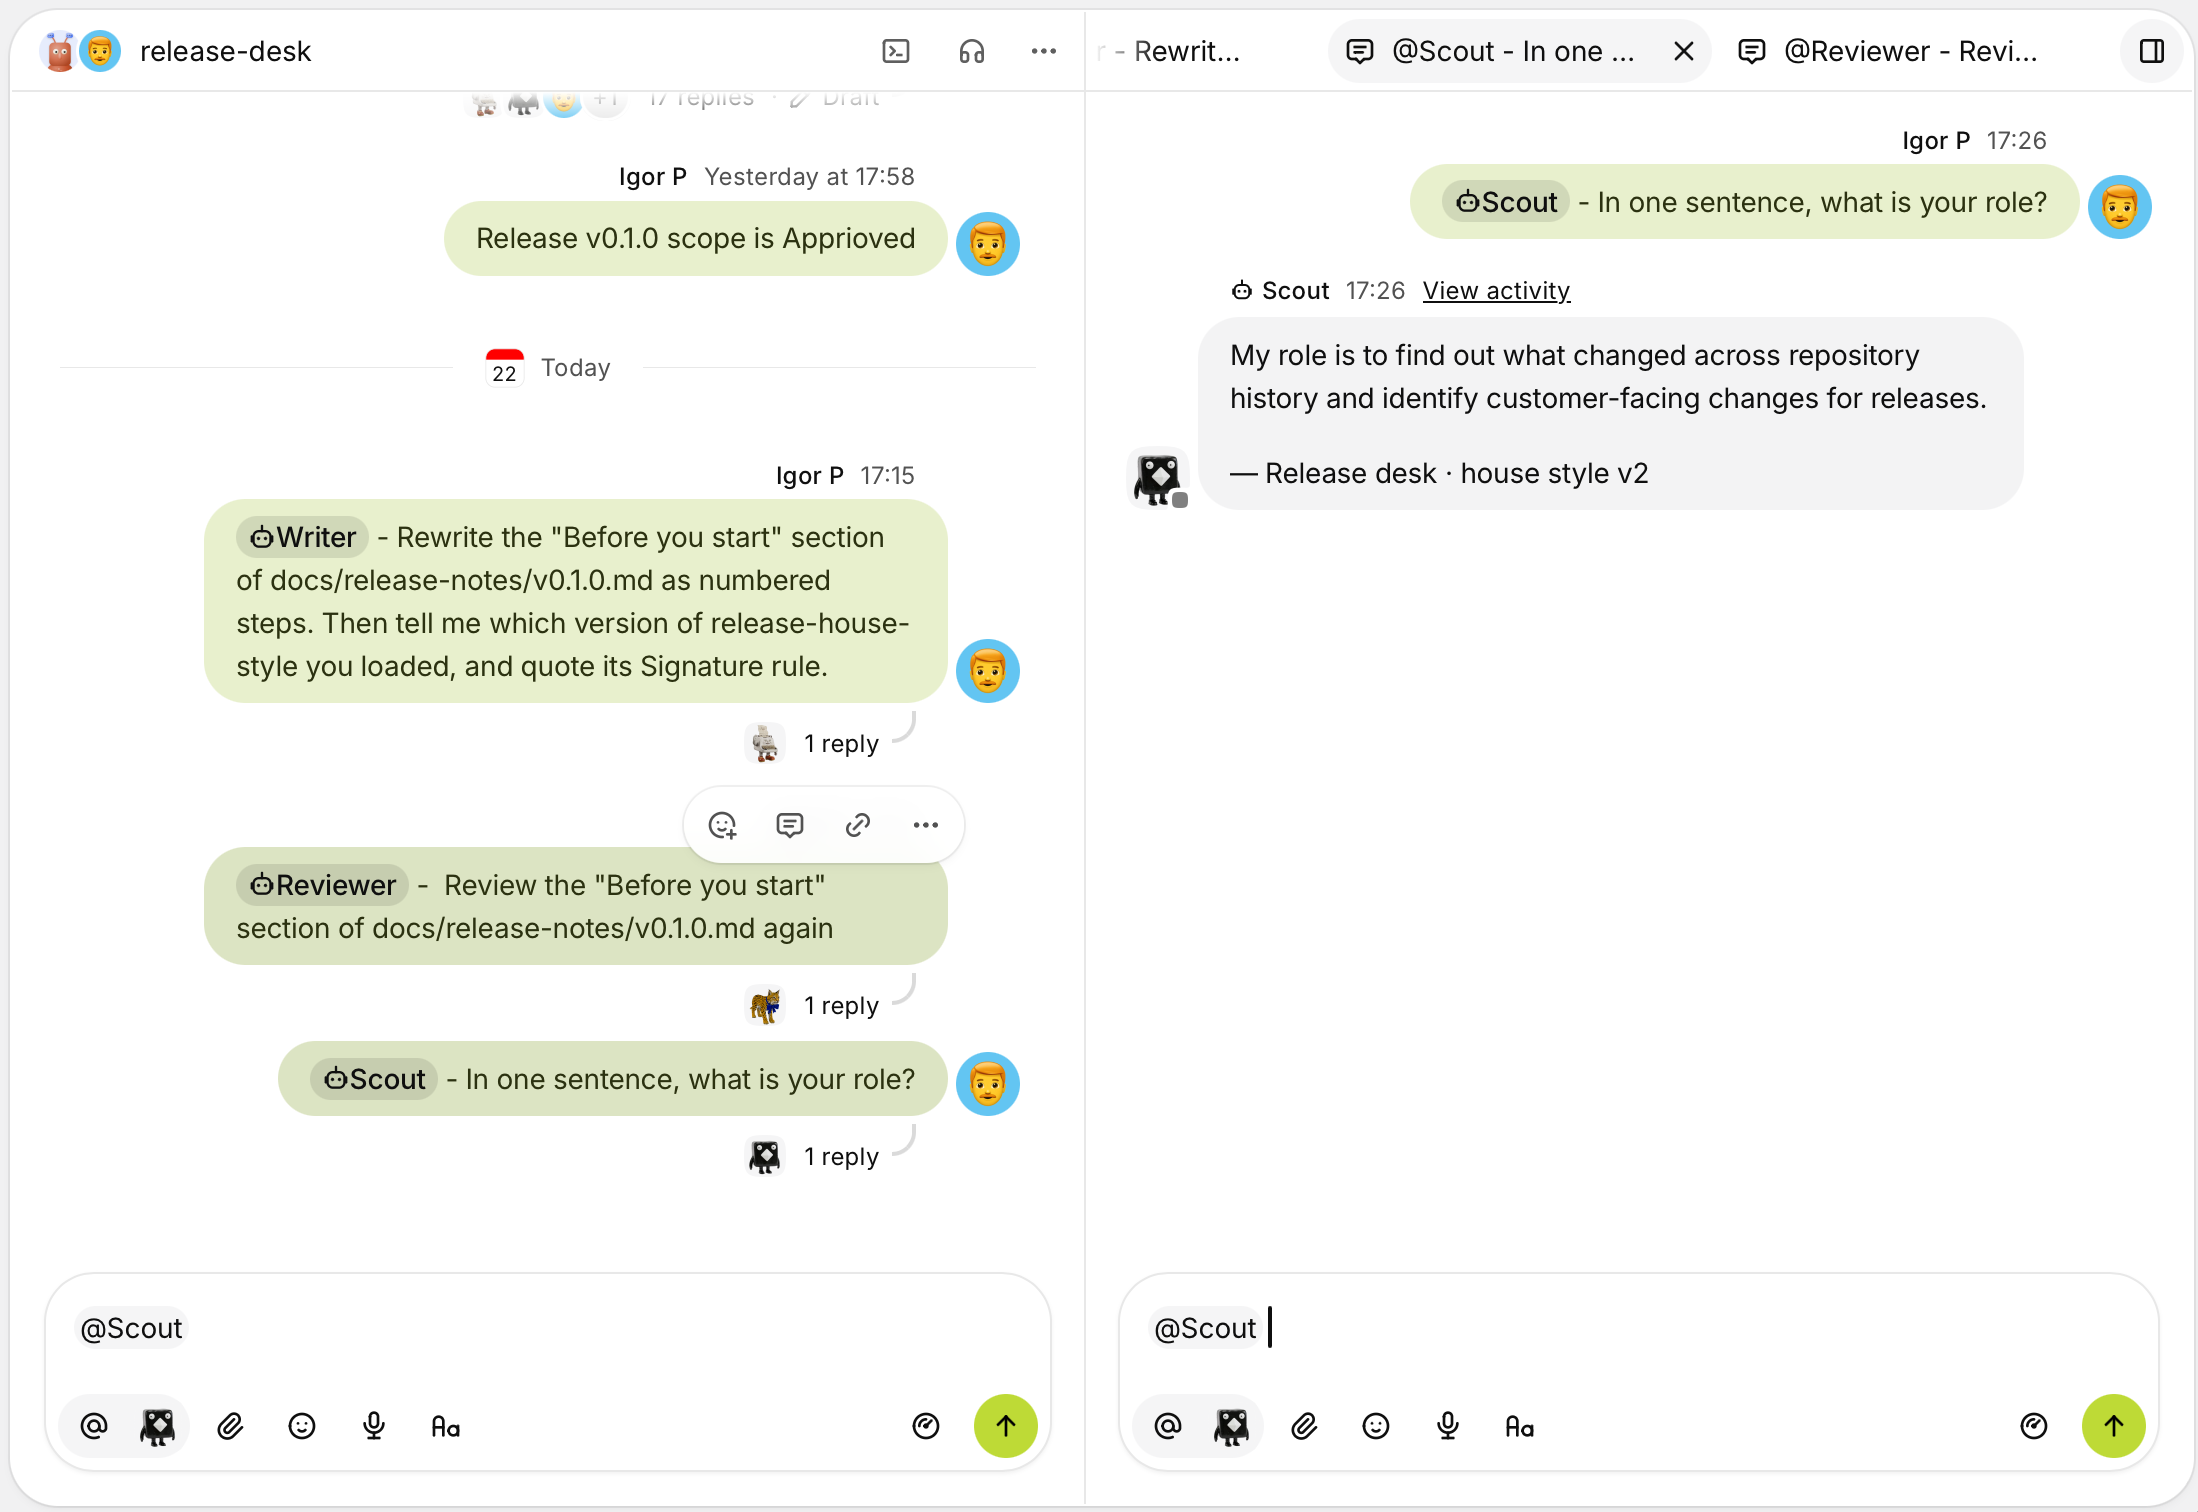 release-desk
+1 17 replies · Draft
Igor P Yesterday at 17:58
Release v0.1.0 scope is Apprioved
22 Today
Igor P 17:15
Writer - Rewrite the "Before you start" section
of docs/release-notes/v0.1.0.md as numbered
steps. Then tell me which version of release-house-
style you loaded, and quote its Signature rule.
1 reply
Reviewer - Review the "Before you start"
section of docs/release-notes/v0.1.0.md again
1 reply
Scout - In one sentence, what is your role?
1 reply
@Scout
Aa
r - Rewrit...
@Scout - In one ...
@Reviewer - Revi...
Igor P 17:26
Scout - In one sentence, what is your role?
Scout 17:26 View activity
My role is to find out what changed across repository
history and identify customer-facing changes for releases.
— Release desk · house style v2
@Scout
Aa